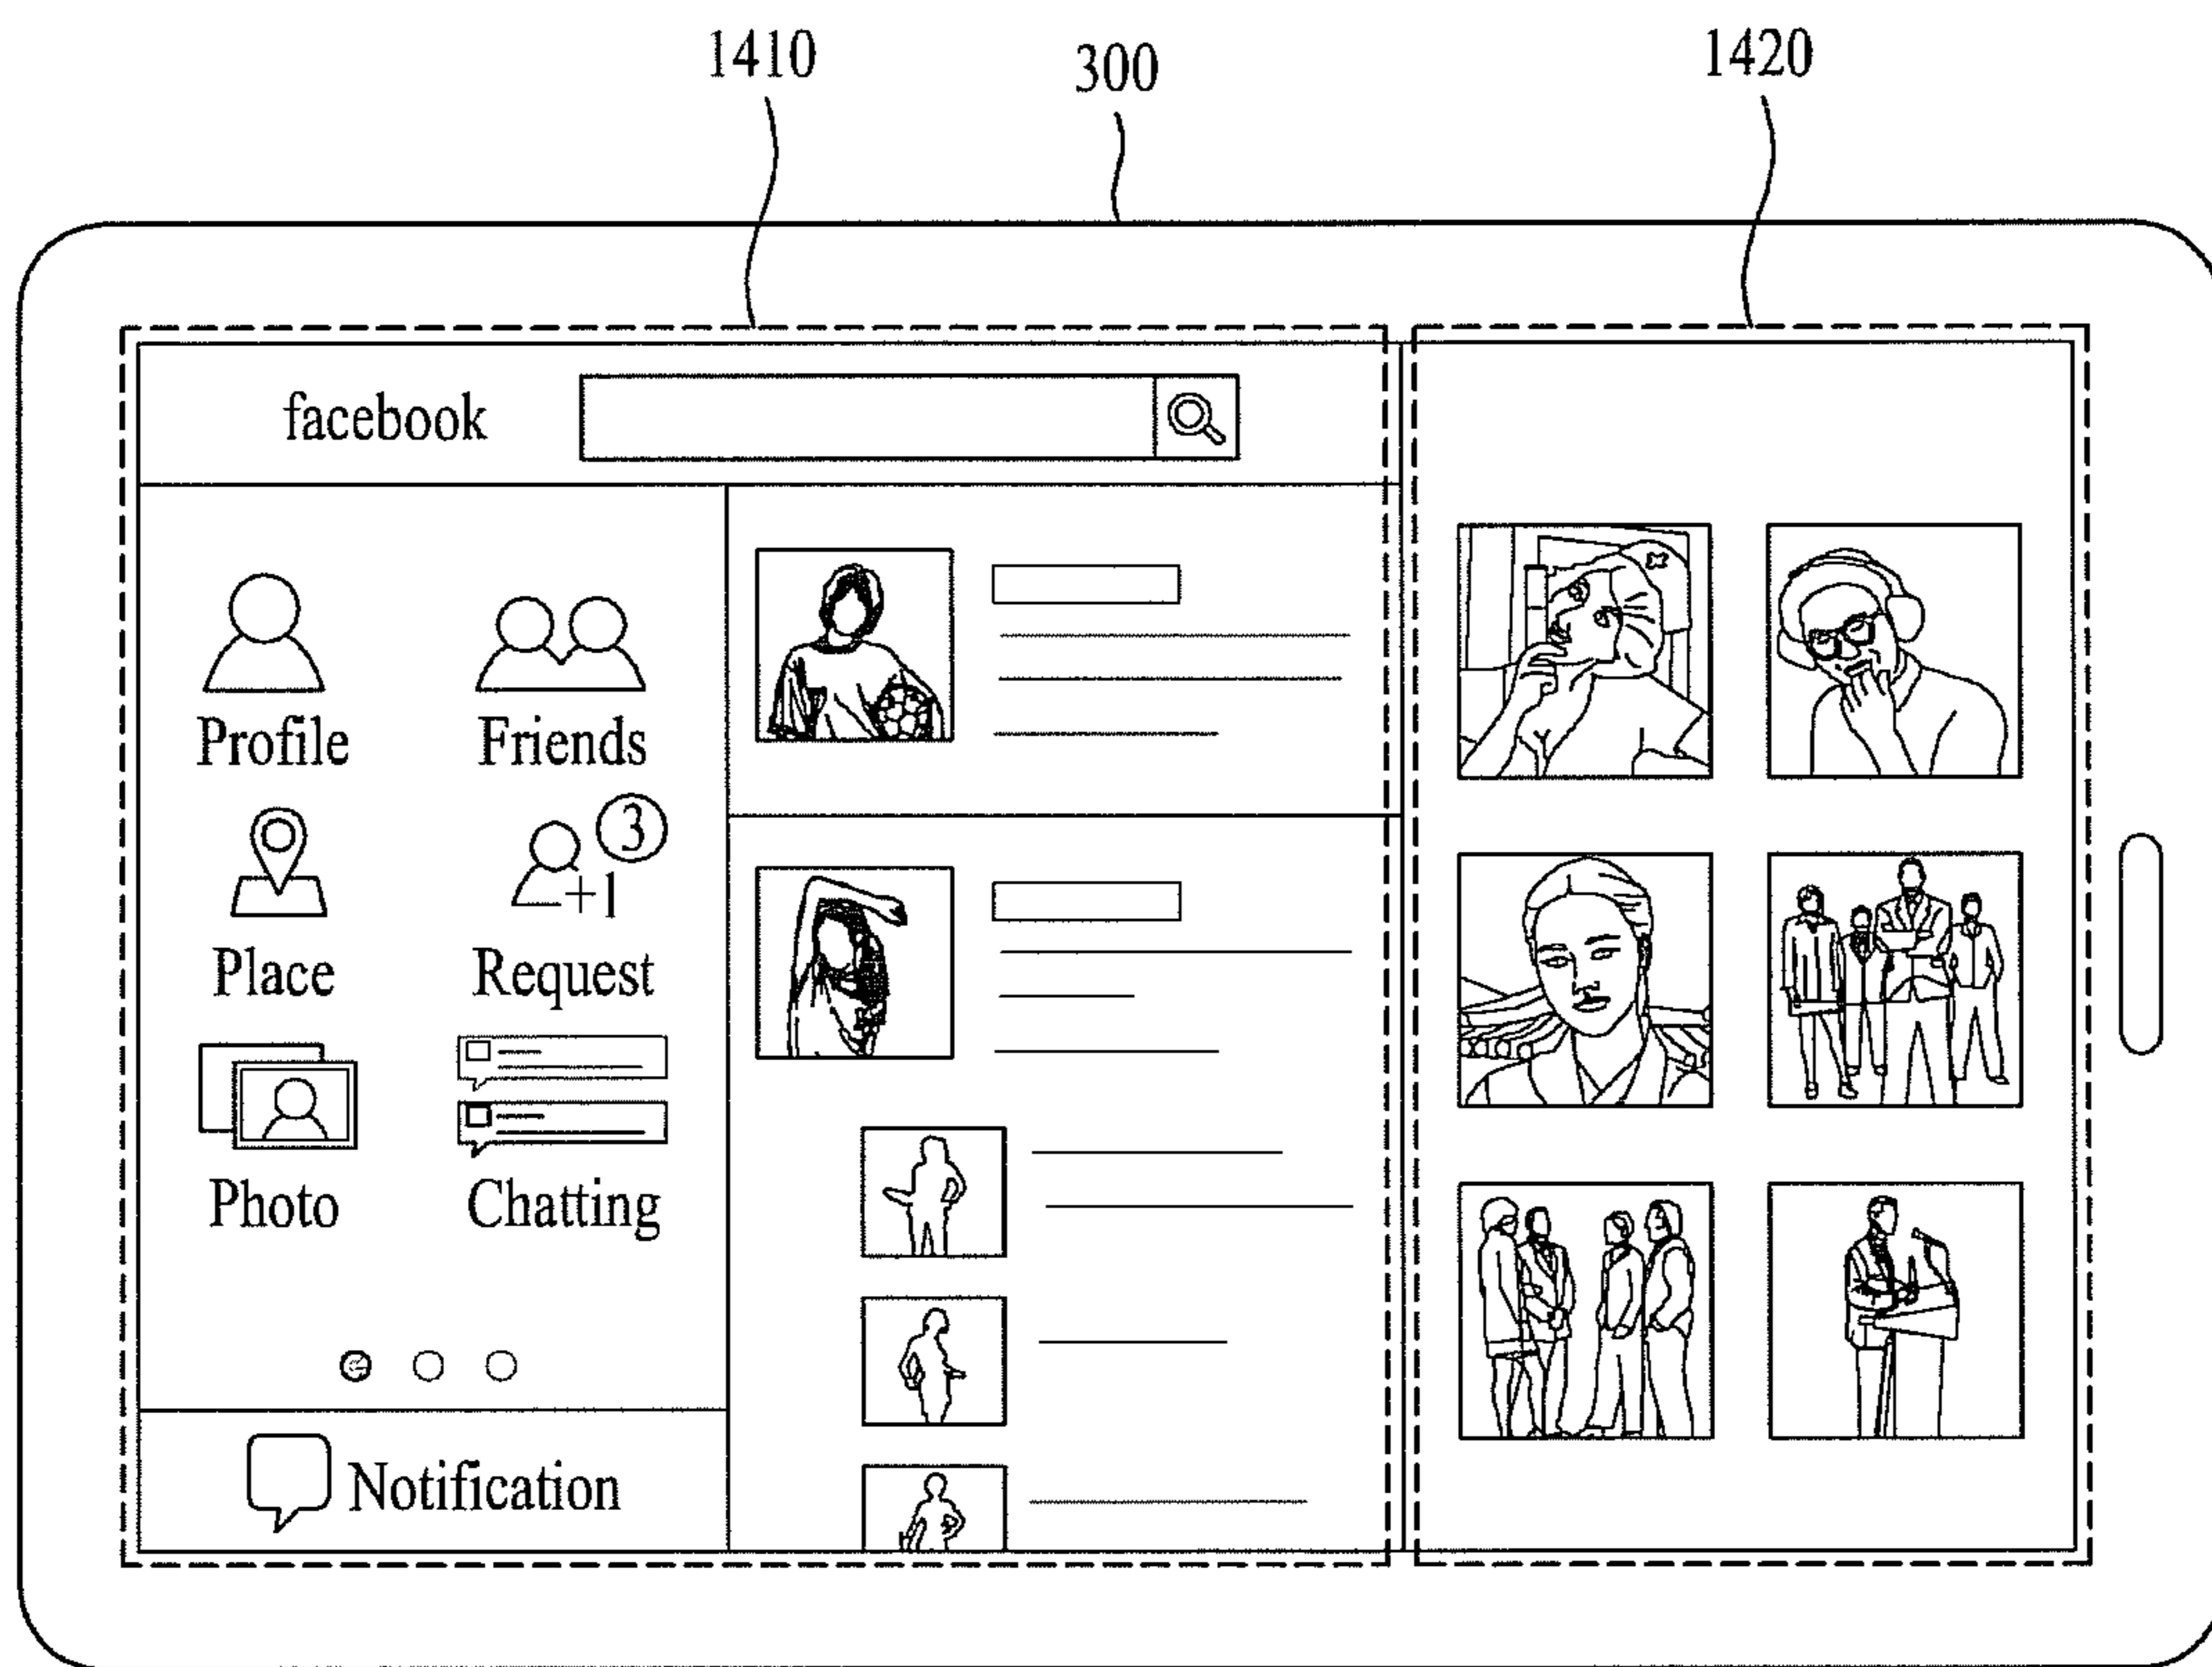 1410 300 1420
facebook
Profile Friends
3
+1
Place Request
Photo Chatting
Notification